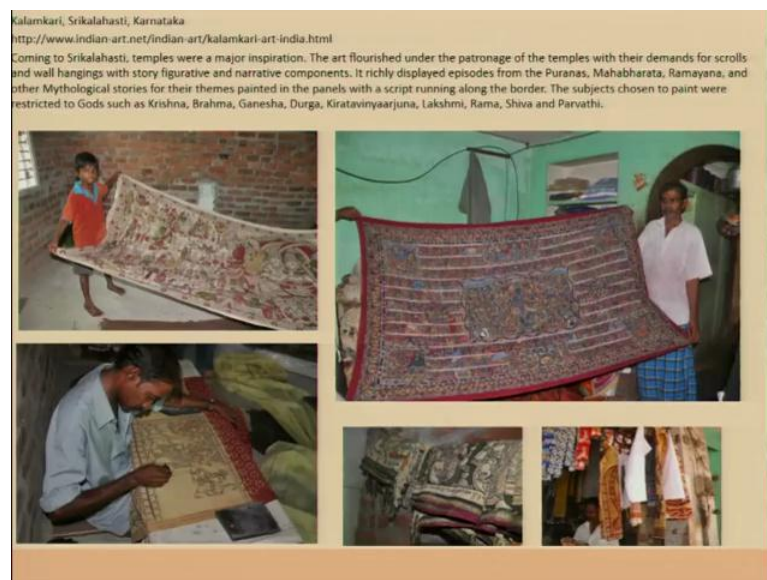 Kalamkari, Srikalahasti, Karnataka
http://www.indian-art.net/indian-art/kalamkari-art-india.html
Coming to Srikalahasti, temples were a major inspiration. The art flourished under the patronage of the temples with their demands for scrolls
and wall hangings with story figurative and narrative components. It richly displayed episodes from the Puranas, Mahabharata, Ramayana, and
other Mythological stories for their themes painted in the panels with a script running along the border. The subjects chosen to paint were
restricted to Gods such as Krishna, Brahma, Ganesha, Durga, Kiratavinyaarjuna, Lakshmi, Rama, Shiva and Parvathi.